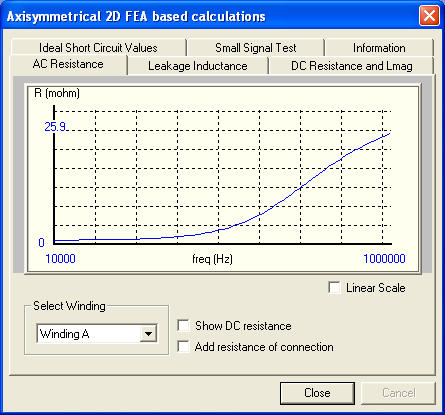 Axisymmetrical 2D FEA based calculations
Ideal Short Circuit Values Small Signal Test Information
AC Resistance Leakage Inductance DC Resistance and Lmag
R (mohm)
25.9
0
10000 freq (Hz) 1000000
Linear Scale
Select Winding
Winding A
Show DC resistance
Add resistance of connection
Close Cancel